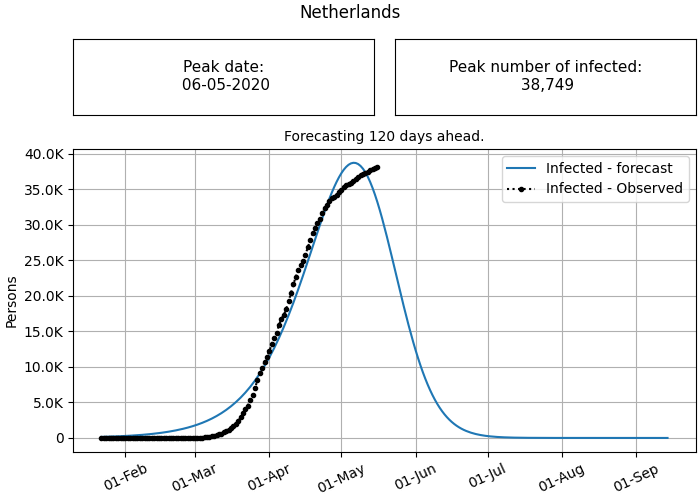 Netherlands
Peak date:
06-05-2020
Peak number of infected:
38,749
Forecasting 120 days ahead.
Infected - forecast
Infected - Observed
40.0K
35.0K
30.0K
25.0K
20.0K
15.0K
10.0K
5.0K
0
Persons
01-Feb
01-Mar
01-Apr
01-May
01-Jun
01-Jul
01-Aug
01-Sep